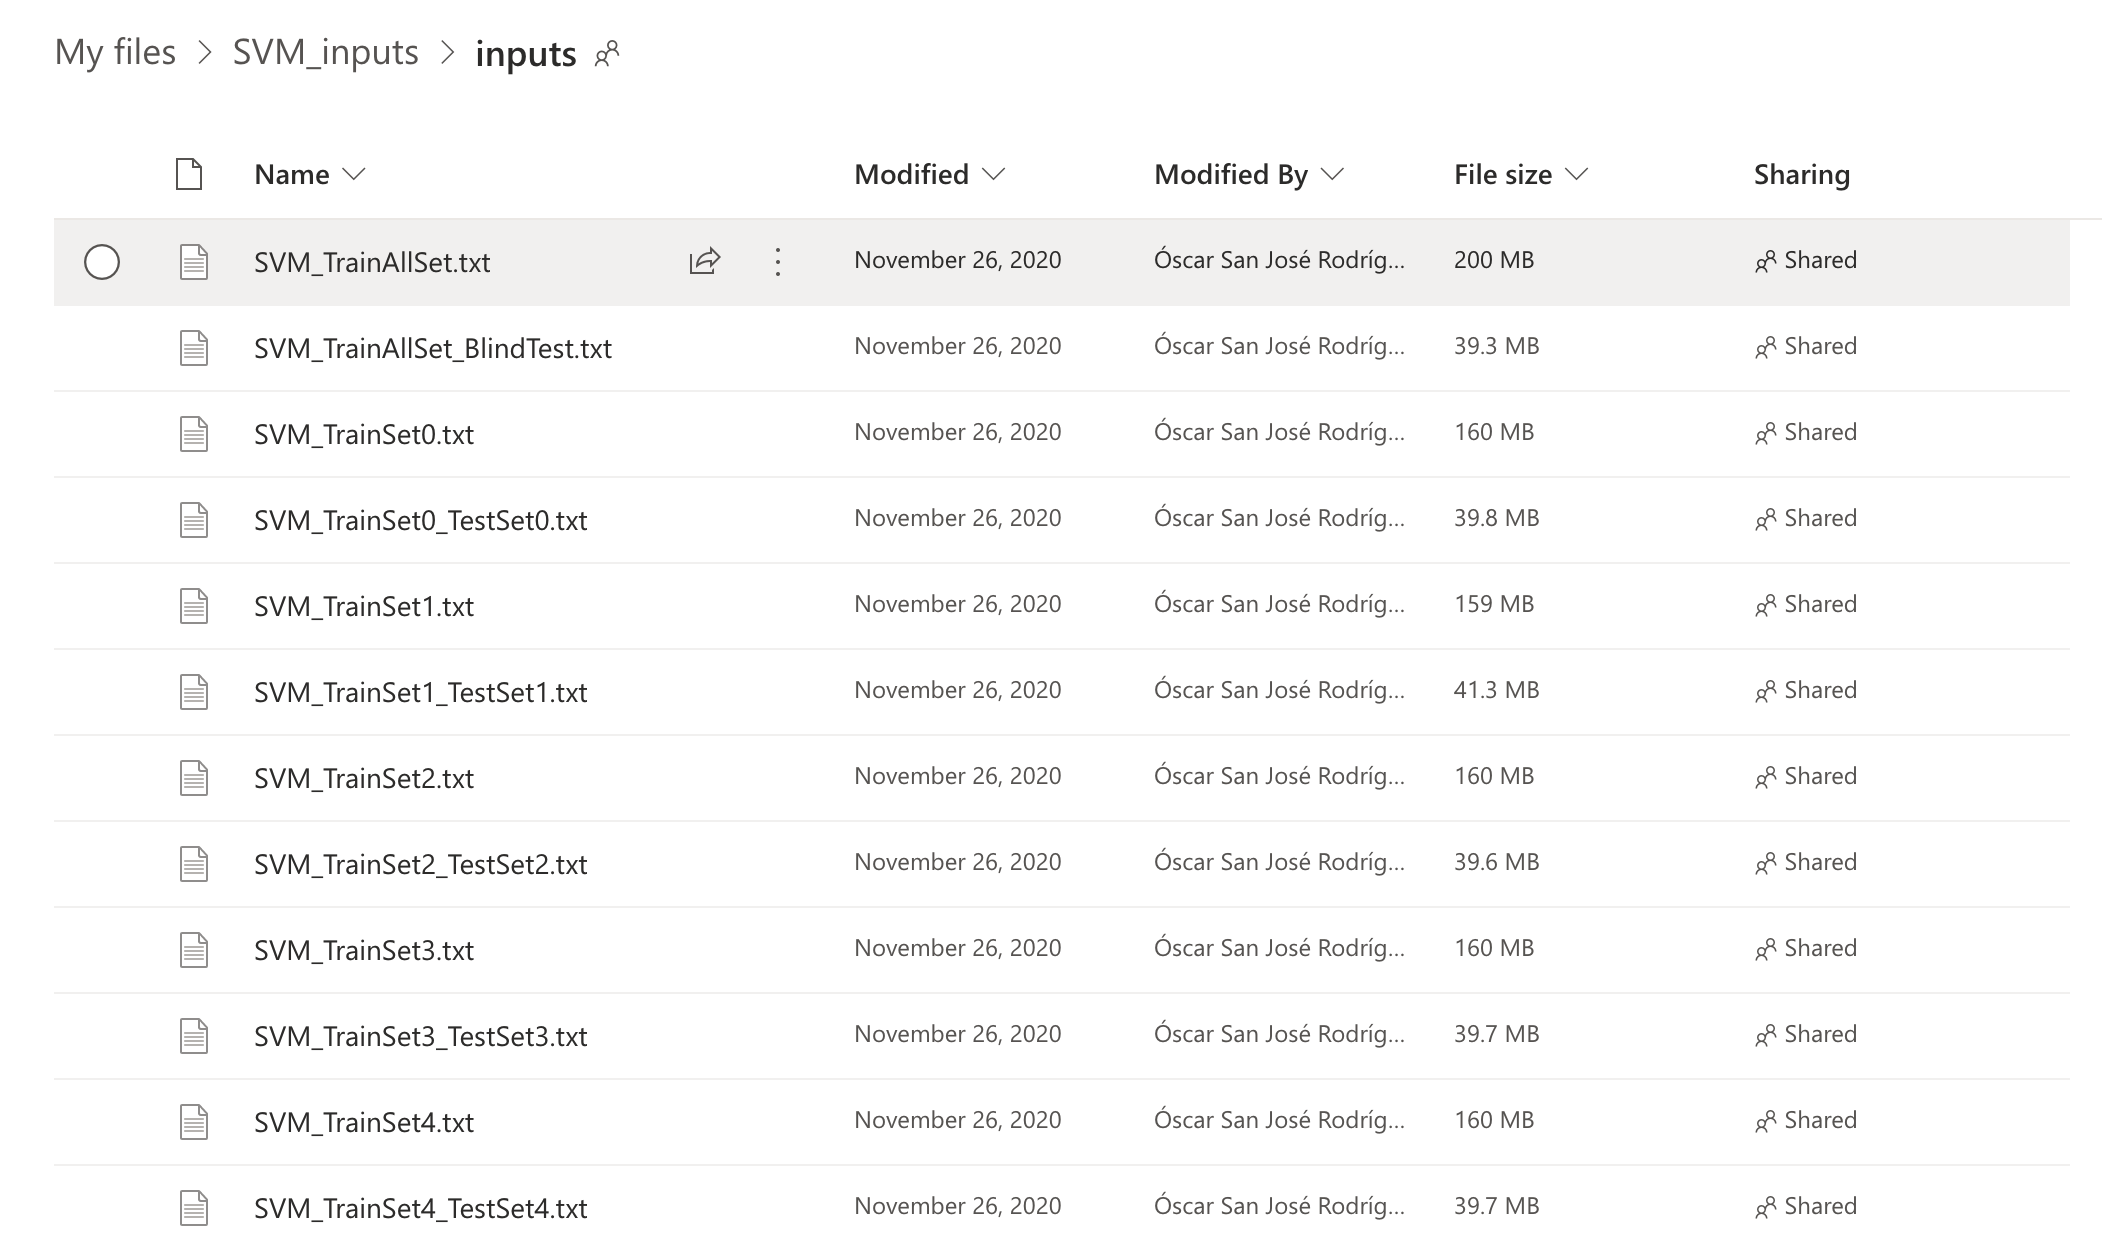 My files > SVM_inputs > inputs
Name Modified Modified By File size Sharing
SVM_TrainAllSet.txt November 26, 2020 Óscar San José Rodríg... 200 MB Shared
SVM_TrainAllSet_BlindTest.txt November 26, 2020 Óscar San José Rodríg... 39.3 MB Shared
SVM_TrainSet0.txt November 26, 2020 Óscar San José Rodríg... 160 MB Shared
SVM_TrainSet0_TestSet0.txt November 26, 2020 Óscar San José Rodríg... 39.8 MB Shared
SVM_TrainSet1.txt November 26, 2020 Óscar San José Rodríg... 159 MB Shared
SVM_TrainSet1_TestSet1.txt November 26, 2020 Óscar San José Rodríg... 41.3 MB Shared
SVM_TrainSet2.txt November 26, 2020 Óscar San José Rodríg... 160 MB Shared
SVM_TrainSet2_TestSet2.txt November 26, 2020 Óscar San José Rodríg... 39.6 MB Shared
SVM_TrainSet3.txt November 26, 2020 Óscar San José Rodríg... 160 MB Shared
SVM_TrainSet3_TestSet3.txt November 26, 2020 Óscar San José Rodríg... 39.7 MB Shared
SVM_TrainSet4.txt November 26, 2020 Óscar San José Rodríg... 160 MB Shared
SVM_TrainSet4_TestSet4.txt November 26, 2020 Óscar San José Rodríg... 39.7 MB Shared